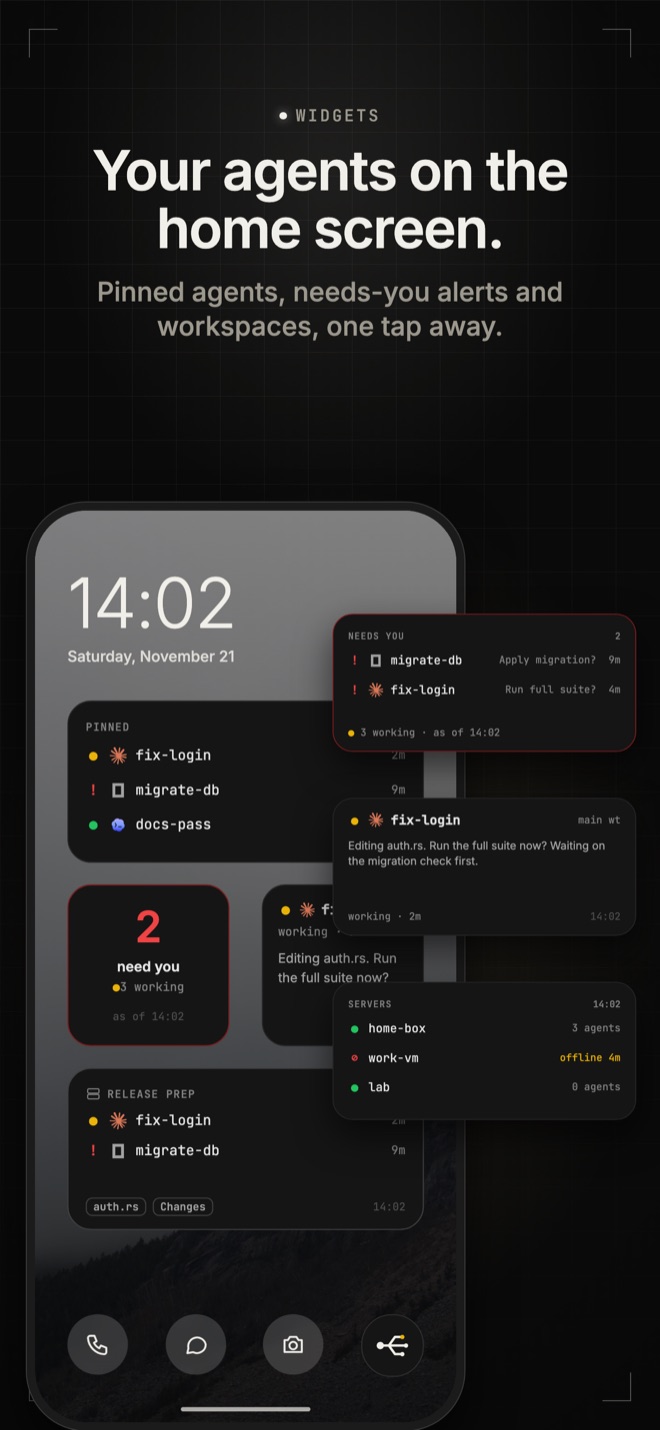 WIDGETS
Your agents on the
home screen.
Pinned agents, needs-you alerts and
workspaces, one tap away.
14:02
Saturday, November 21
PINNED
fix-login 2m
! migrate-db 9m
docs-pass
2
need you
3 working
as of 14:02
working
Editing auth.rs. Run
the full suite now?
RELEASE PREP
fix-login 2m
! migrate-db 9m
auth.rs Changes 14:02
NEEDS YOU 2
! migrate-db Apply migration? 9m
! fix-login Run full suite? 4m
3 working · as of 14:02
fix-login main wt
Editing auth.rs. Run the full suite now? Waiting on
the migration check first.
working · 2m 14:02
SERVERS 14:02
home-box 3 agents
work-vm offline 4m
lab 0 agents